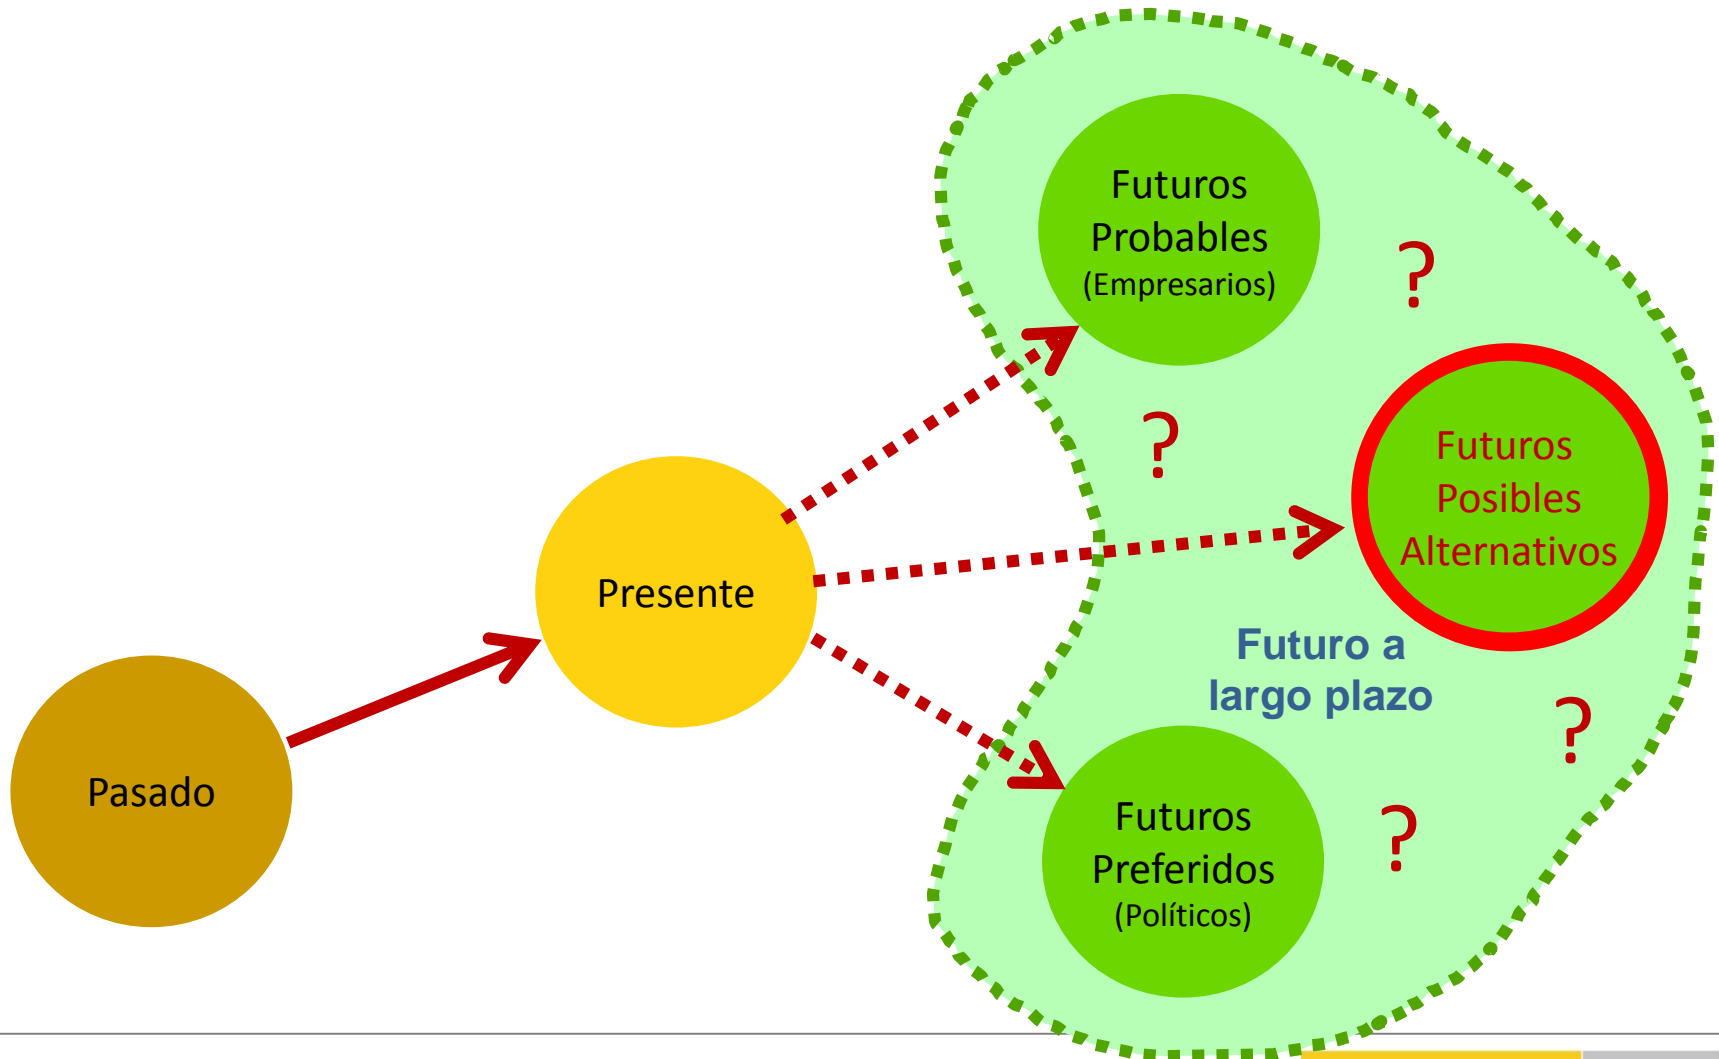 Pasado
Presente
Futuros
Probables
(Empresarios)
?
?
Futuros
Posibles
Alternativos
Futuro a
largo plazo
?
Futuros
Preferidos
(Políticos)
?